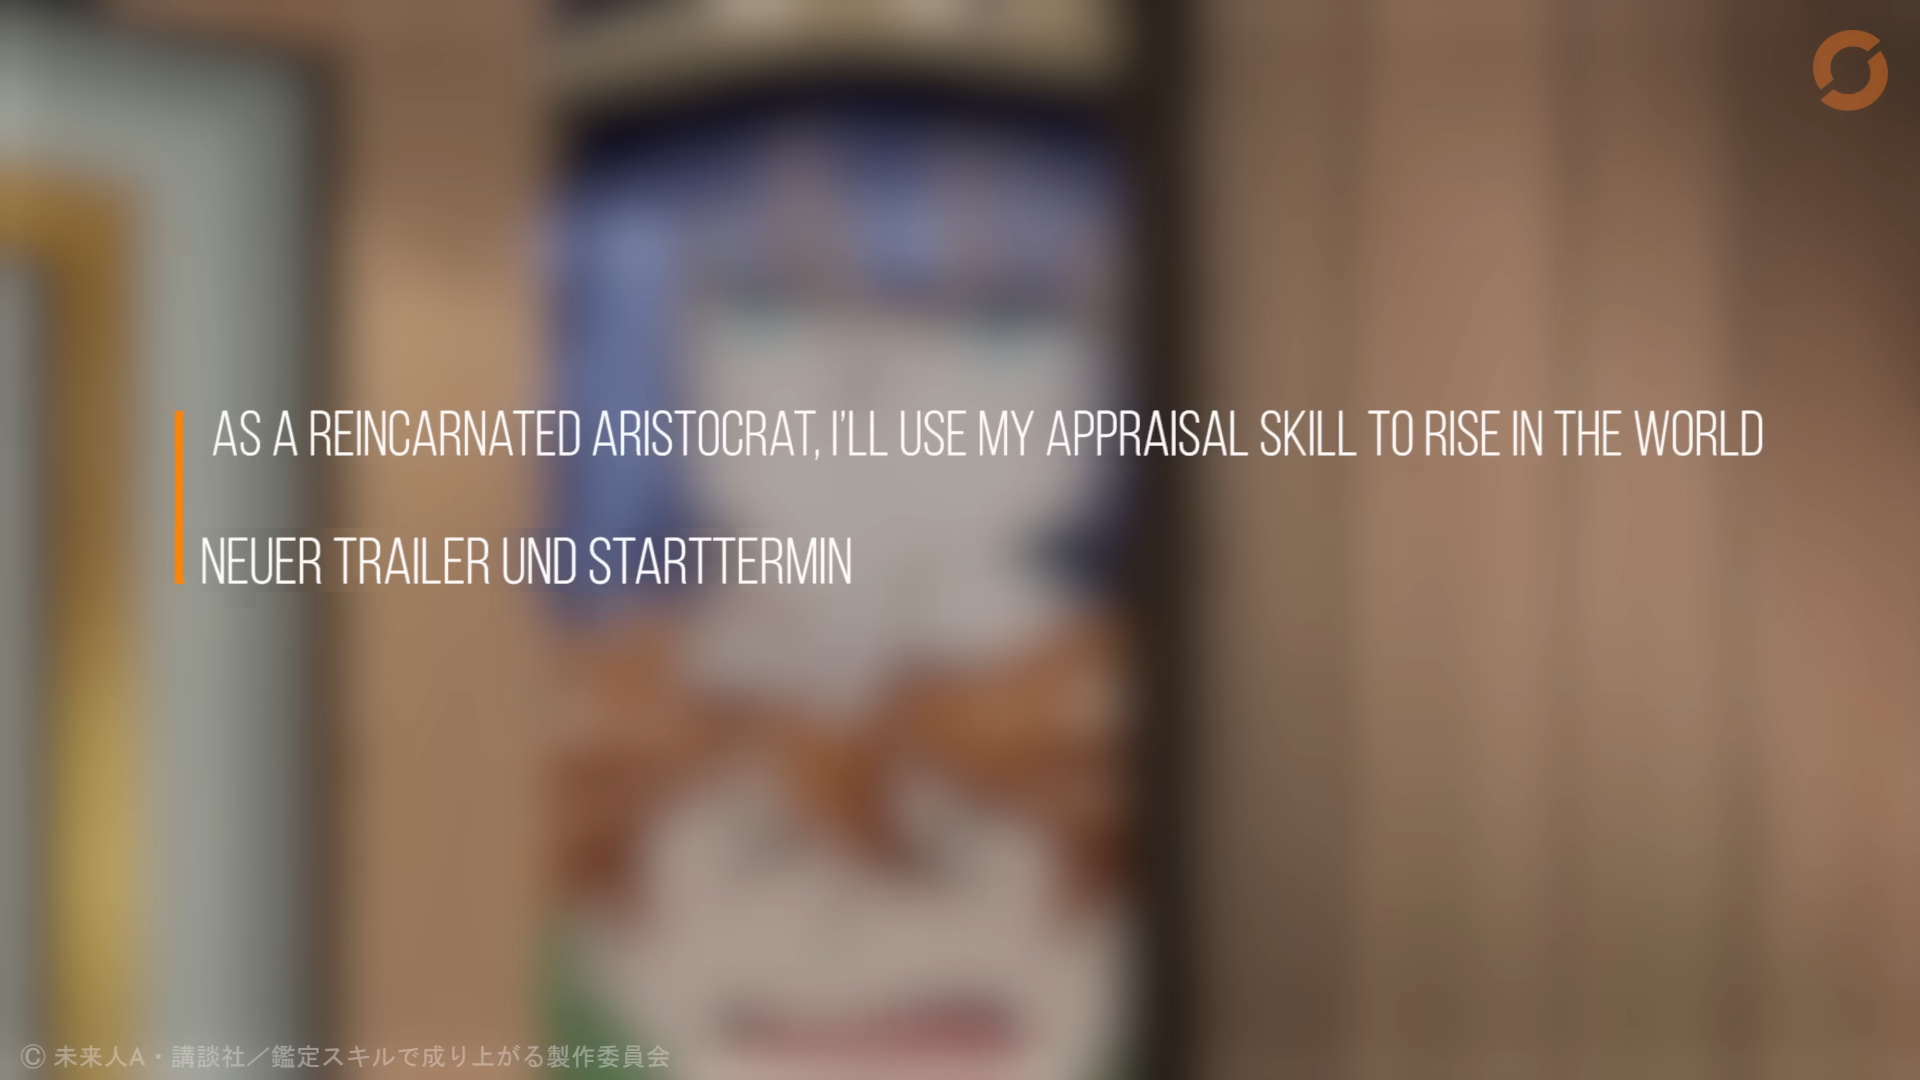 AS A REINCARNATED ARISTOCRAT, I’LL USE MY APPRAISAL SKILL TO RISE IN THE WORLD
NEUER TRAILER UND STARTTERMIN
Ⓒ 未来人A・講談社／鑑定スキルで成り上がる製作委員会